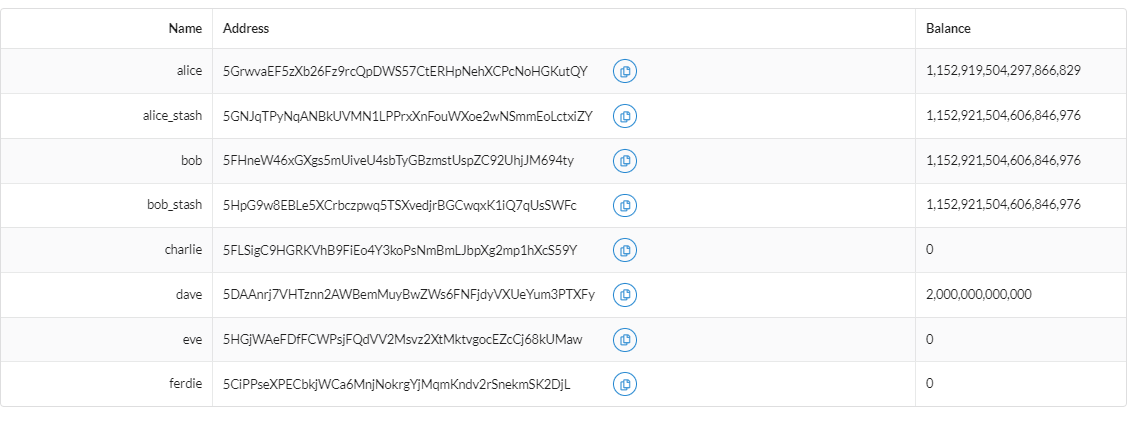 Name Address Balance
alice 5GrwvaEF5zXb26Fz9rcQpDWS57CtERHpNehXCPcNoHGKutQY 1,152,919,504,297,866,829
alice_stash 5GNJqTPyNqANBkUVMN1LPPrxXnFouWXoe2wNSmmEoLctxiZY 1,152,921,504,606,846,976
bob 5FHneW46xGXgs5mUiveU4sbTyGBzmstUspZC92UhjJM694ty 1,152,921,504,606,846,976
bob_stash 5HpG9w8EBLe5XCrbczpwq5TSXvedjrBGCwqxK1iQ7qUsSWFc 1,152,921,504,606,846,976
charlie 5FLSigC9HGRKVhB9FiEo4Y3koPsNmBmLJbpXg2mp1hXcS59Y 0
dave 5DAAnrj7VHTznn2AWBemMuyBwZWs6FNFjdyVXUeYum3PTXFy 2,000,000,000,000
eve 5HGjWAeFDfFCWPsjFQdVV2Msvz2XtMktvgocEZcCj68kUMaw 0
ferdie 5CiPPseXPECbkjWCa6MnjNokrgYjMqmKndv2rSnekmSK2DjL 0